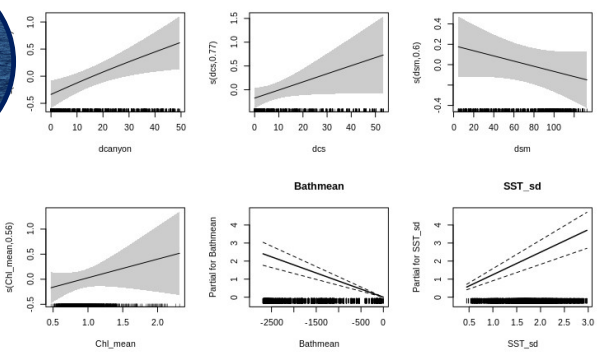 -0.5 0.0 0.5 1.0
0 10 20 30 40 50
dcanyon
s(dcs,0.77)
0.0 0.5 1.0 1.5
0 10 20 30 40 50
dcs
s(dsm,0.6)
-0.4 0.0 0.2 0.4
0 20 40 60 80 100
dsm
s(Chl_mean,0.56)
-0.5 0.0 0.5 1.0
0.5 1.0 1.5 2.0
Chl_mean
Bathmean
Partial for Bathmean
0 1 2 3 4
-2500 -1500 -500 0
Bathmean
SST_sd
Partial for SST_sd
0 1 2 3 4
0.5 1.0 1.5 2.0 2.5 3.0
SST_sd